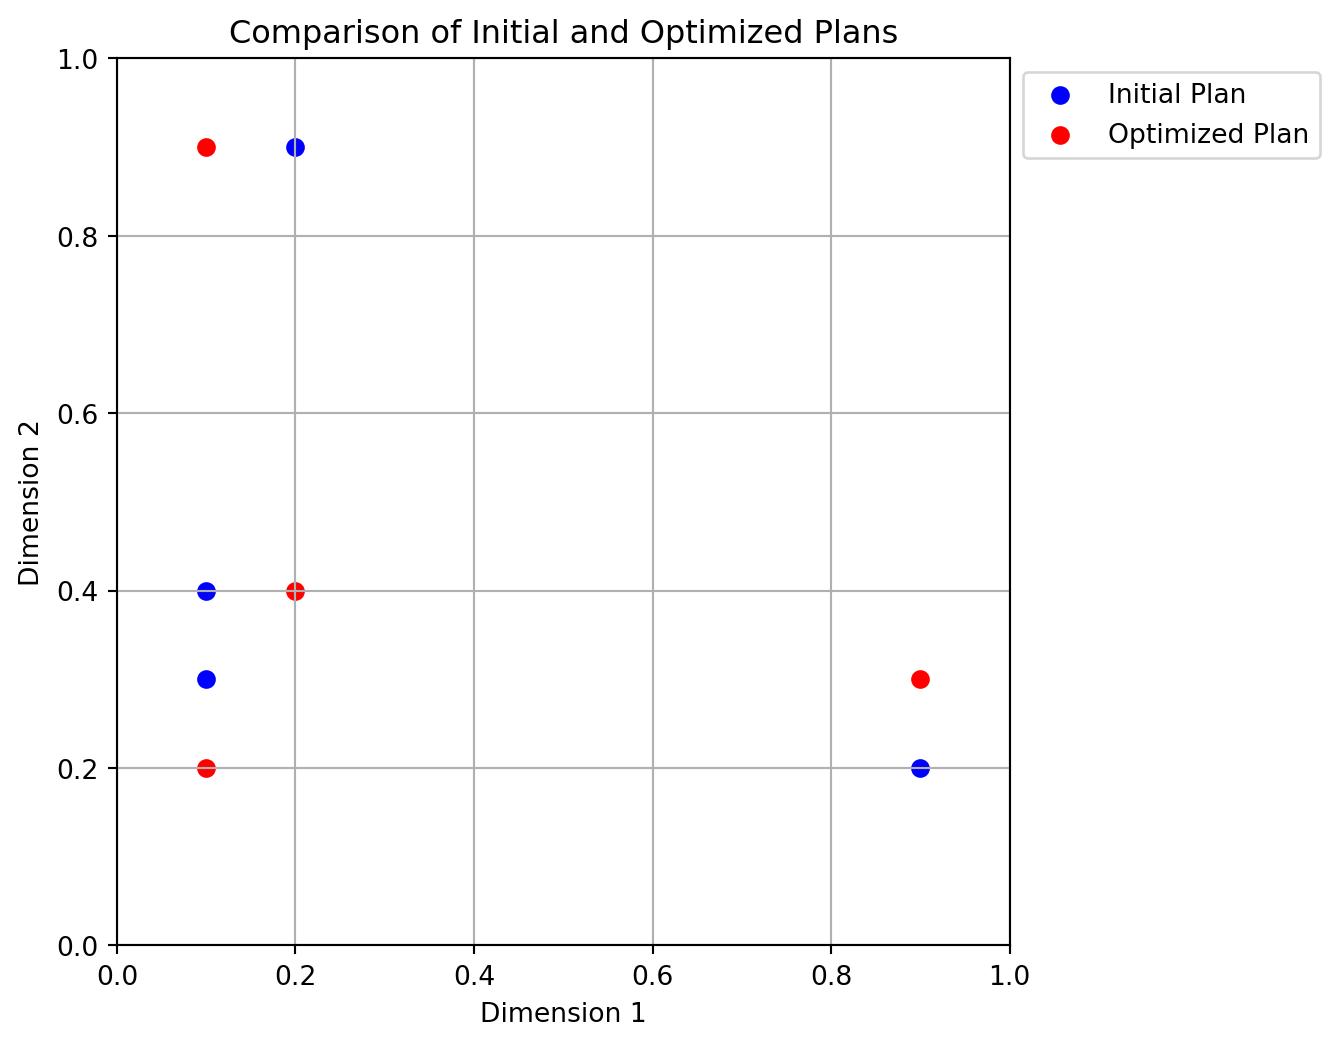 Comparison of Initial and Optimized Plans
Initial Plan
Optimized Plan
1.0
0.8
0.6
0.4
0.2
0.0
Dimension 2
0.0 0.2 0.4 0.6 0.8 1.0
Dimension 1